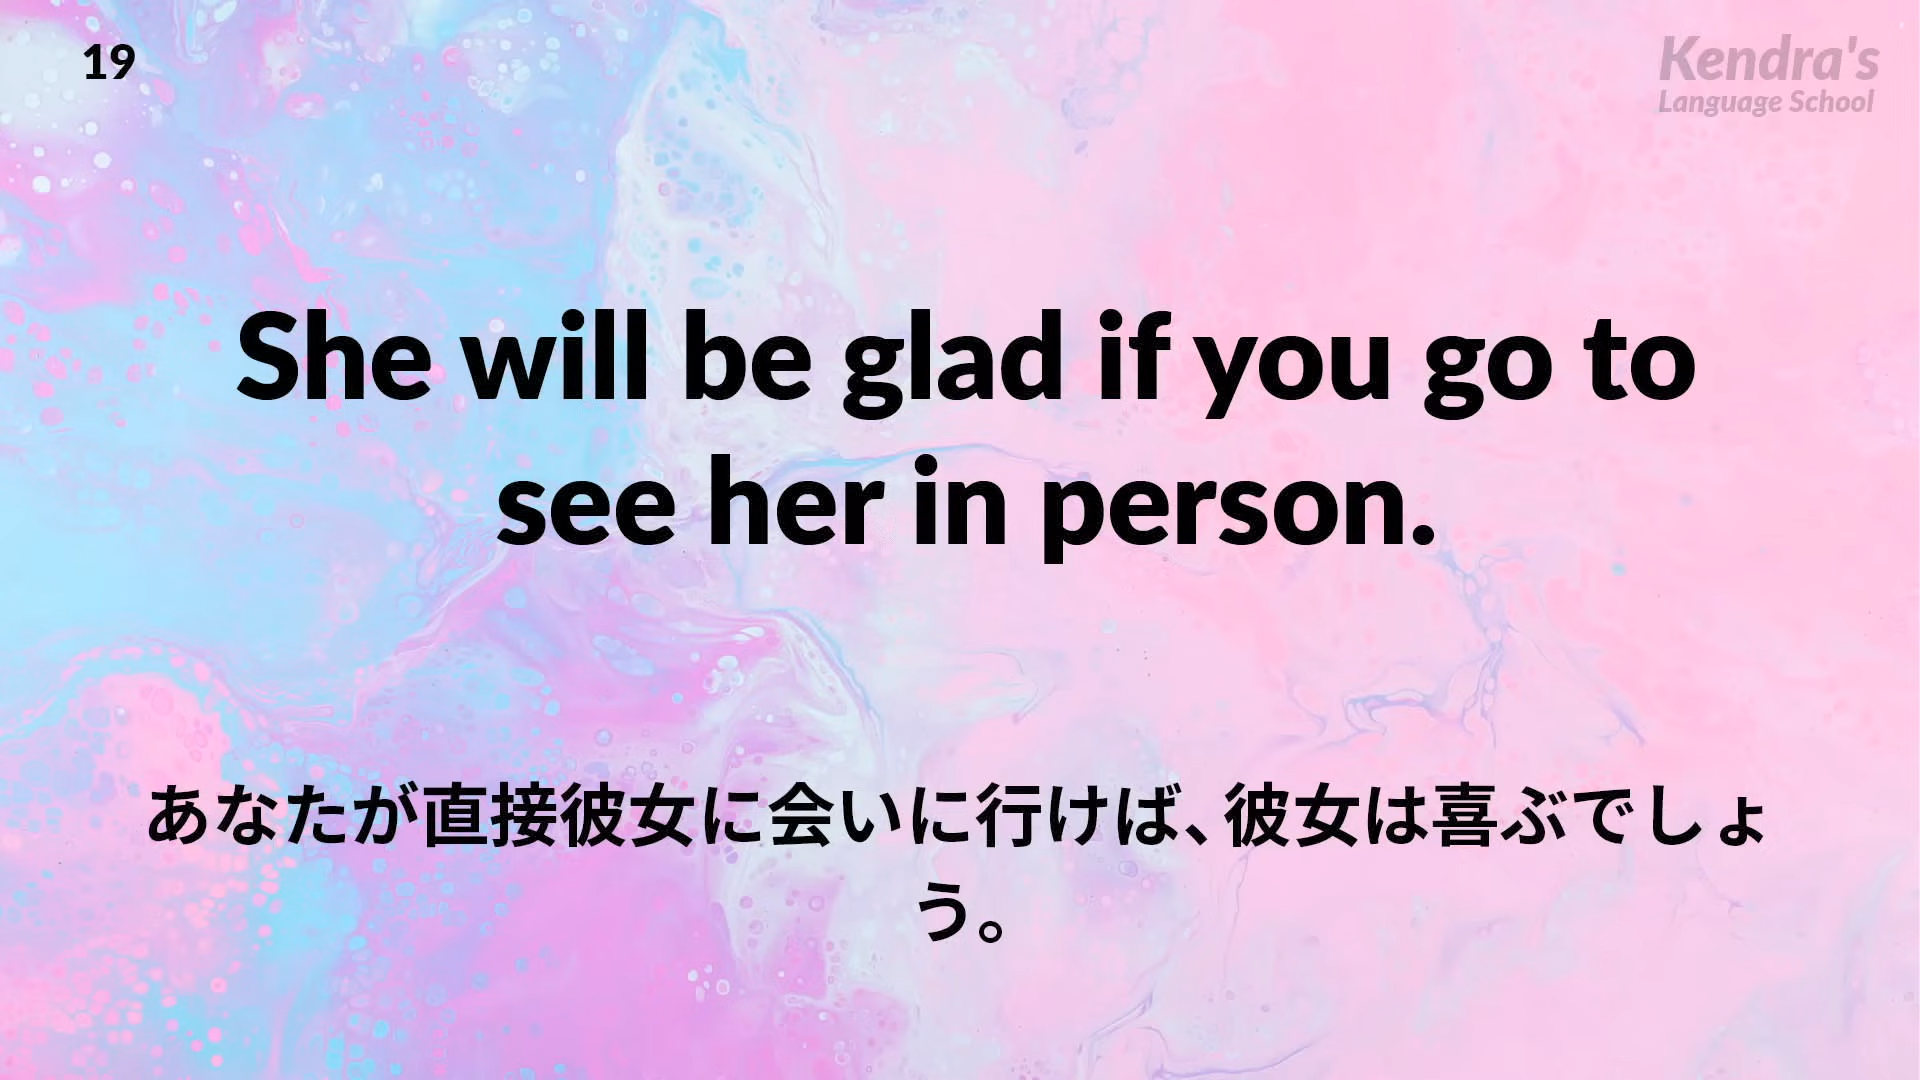 19
Kendra's
Language School
She will be glad if you go to
see her in person.
あなたが直接彼女に会いに行けば、彼女は喜ぶでしょ
う。